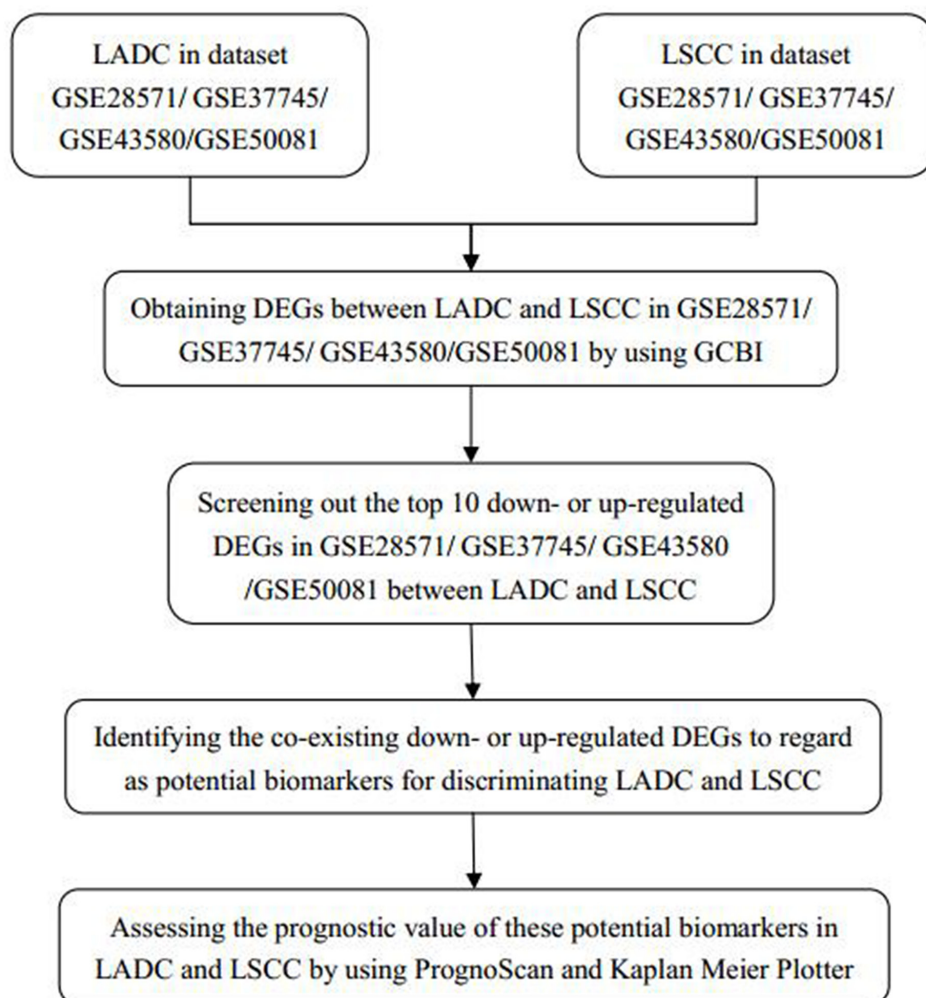 LADC in dataset
GSE28571/ GSE37745/
GSE43580/GSE50081
LSCC in dataset
GSE28571/ GSE37745/
GSE43580/GSE50081
Obtaining DEGs between LADC and LSCC in GSE28571/
GSE37745/ GSE43580/GSE50081 by using GCBI
Screening out the top 10 down- or up-regulated
DEGs in GSE28571/ GSE37745/ GSE43580
/GSE50081 between LADC and LSCC
Identifying the co-existing down- or up-regulated DEGs to regard
as potential biomarkers for discriminating LADC and LSCC
Assessing the prognostic value of these potential biomarkers in
LADC and LSCC by using PrognoScan and Kaplan Meier Plotter